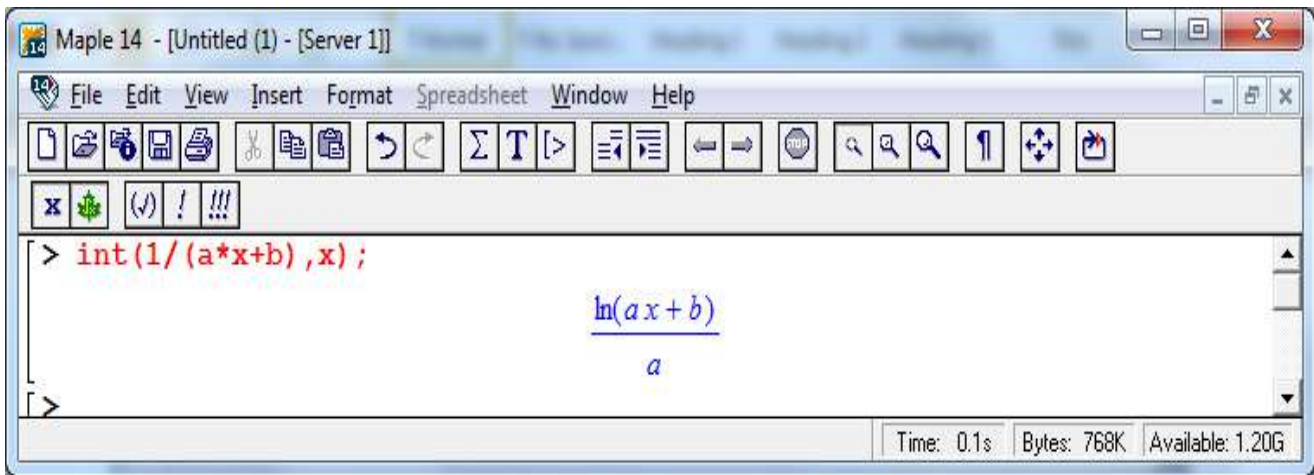 Maple 14 - [Untitled (1) - [Server 1]]
File Edit View Insert Format Spreadsheet Window Help
Σ T [> STOP ¶
x (√) ! !!!
[> int(1/(a*x+b),x);
ln(a x + b)
a
[>
Time: 0.1s Bytes: 768K Available: 1.20G